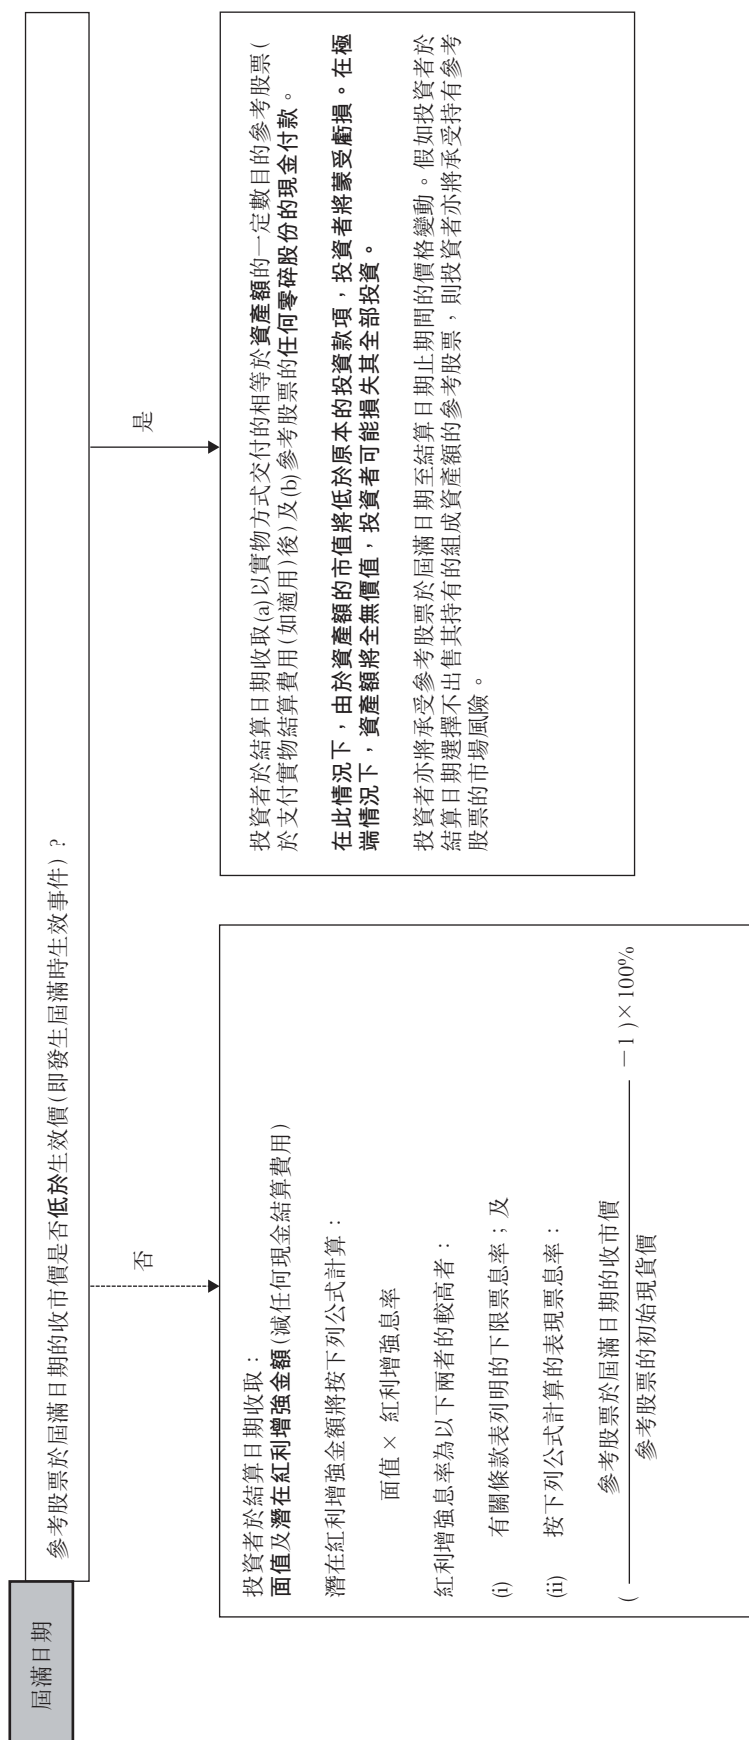 屆滿日期
參考股票於屆滿日期的收市價是否低於生效價(即發生屆滿時生效事件)?
否
是
投資者於結算日期收取:
面值及潛在紅利增強金額(減任何現金結算費用)
潛在紅利增強金額將按下列公式計算:
面值 × 紅利增強息率
紅利增強息率為以下兩者的較高者:
(i) 有關條款表列明的下限票息率;及
(ii) 按下列公式計算的表現票息率:
( 參考股票於屆滿日期的收市價 −1 )×100%
參考股票的初始現貨價
投資者於結算日期收取(a)以實物方式交付的相等於資產額的一定數目的參考股票(
於支付實物結算費用(如適用)後)及(b)參考股票的任何零碎股份的現金付款。
在此情況下,由於資產額的市值將低於原本的投資款項,投資者將蒙受虧損。在極
端情況下,資產額將全無價值,投資者可能損失其全部投資。
投資者亦將承受參考股票於屆滿日期至結算日期止期間的價格變動。假如投資者於
結算日期選擇不出售其持有的組成資產額的參考股票,則投資者亦將承受持有參考
股票的市場風險。